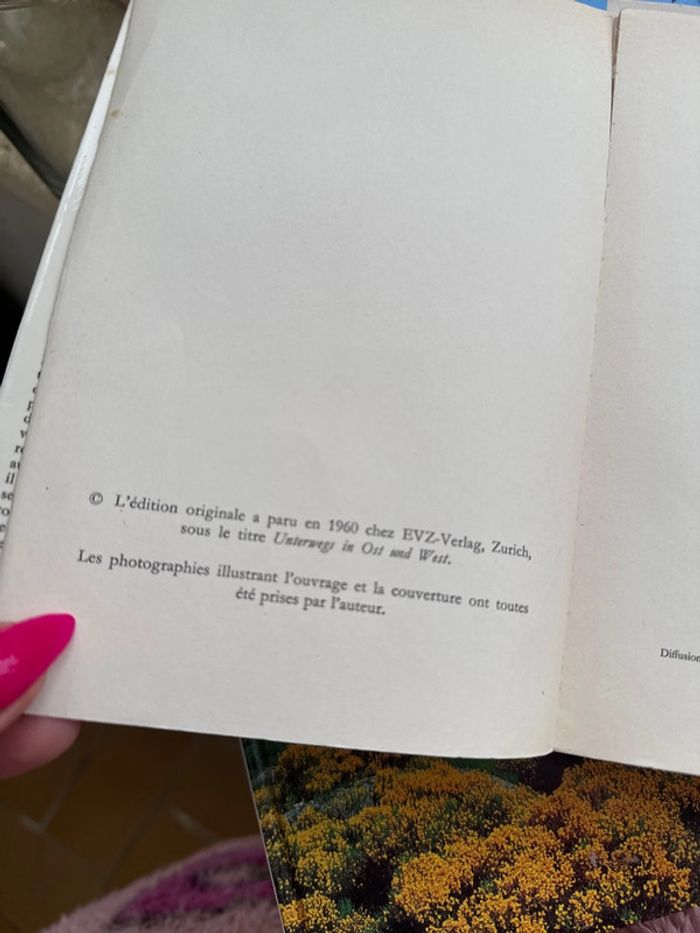 © L'édition originale a paru en 1960 chez EVZ-Verlag, Zurich,
sous le titre Unterwegs in Ost und West.
Les photographies illustrant l'ouvrage et la couverture ont toutes
été prises par l'auteur.
Diffusion